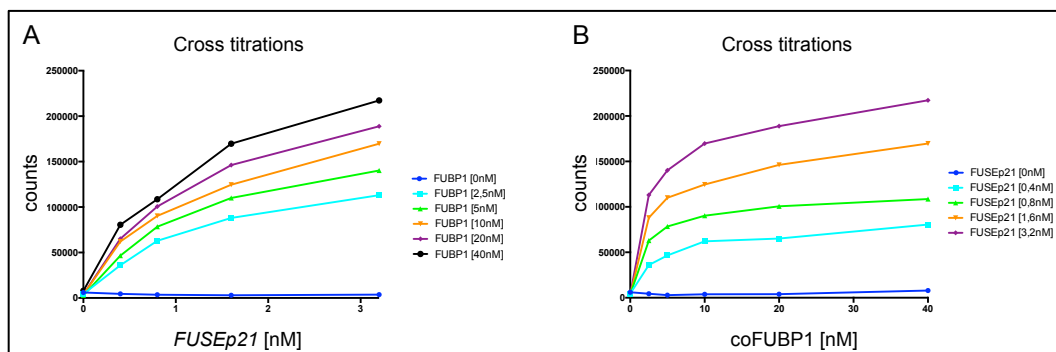 A
Cross titrations
250000
200000
150000
100000
50000
0
0
1
2
3
counts
FUSEp21 [nM]
FUBP1 [0nM]
FUBP1 [2,5nM]
FUBP1 [5nM]
FUBP1 [10nM]
FUBP1 [20nM]
FUBP1 [40nM]
B
Cross titrations
250000
200000
150000
100000
50000
0
0
10
20
30
40
counts
coFUBP1 [nM]
FUSEp21 [0nM]
FUSEp21 [0,4nM]
FUSEp21 [0,8nM]
FUSEp21 [1,6nM]
FUSEp21 [3,2nM]